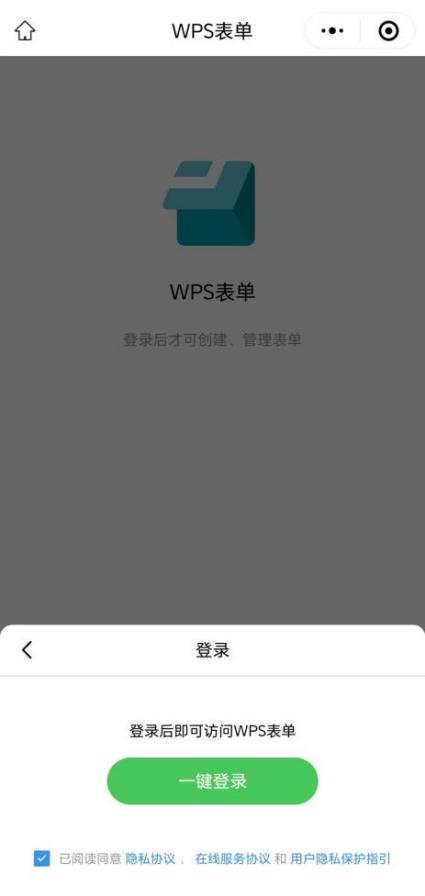 WPS表单
WPS表单
登录后才可创建、管理表单
登录
登录后即可访问WPS表单
一键登录
已阅读同意 隐私协议 、 在线服务协议 和 用户隐私保护指引